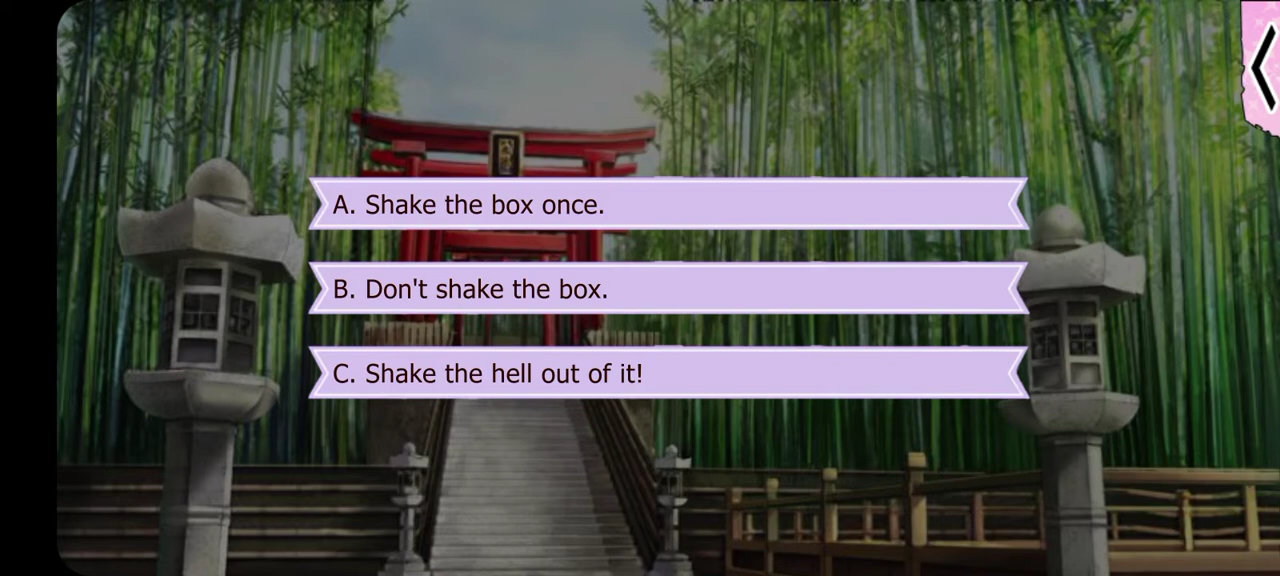 A. Shake the box once.
B. Don't shake the box.
C. Shake the hell out of it!